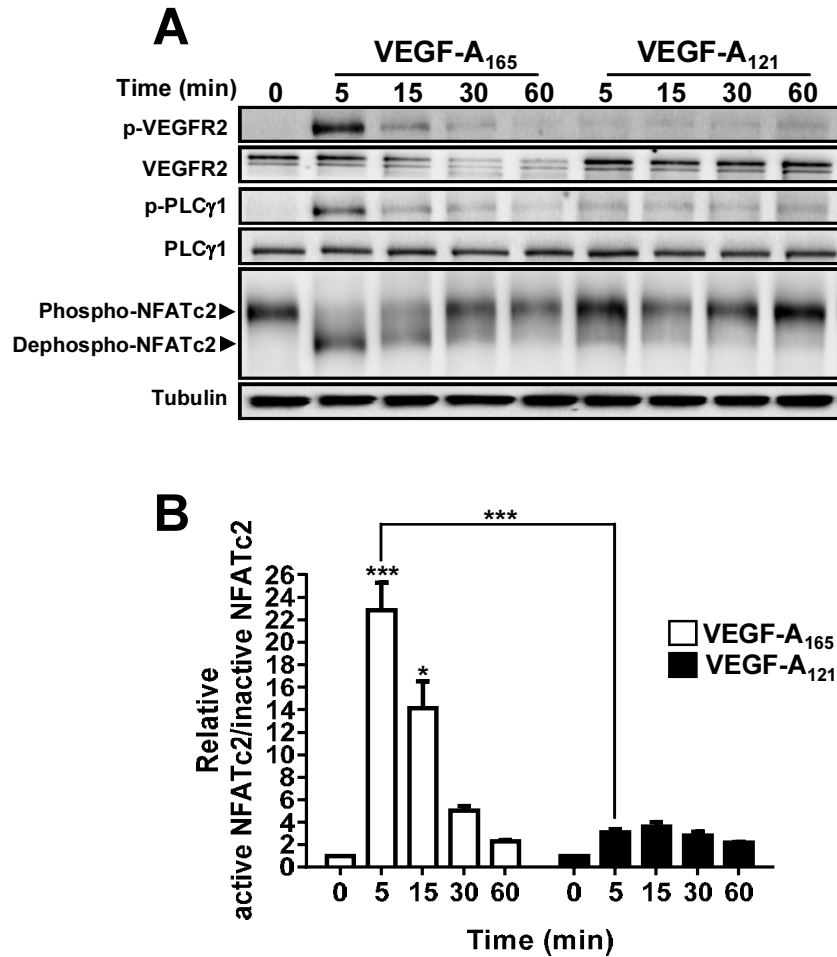 A
VEGF-A165 VEGF-A121
Time (min) 0 5 15 30 60 5 15 30 60
p-VEGFR2
VEGFR2
p-PLCγ1
PLCγ1
Phospho-NFATc2
Dephospho-NFATc2
Tubulin
B
***
26
24
22
20
18
16
14
12
10
8
6
4
2
0
***
*
Relative
active NFATc2/inactive NFATc2
VEGF-A165
VEGF-A121
0 5 15 30 60 0 5 15 30 60
Time (min)